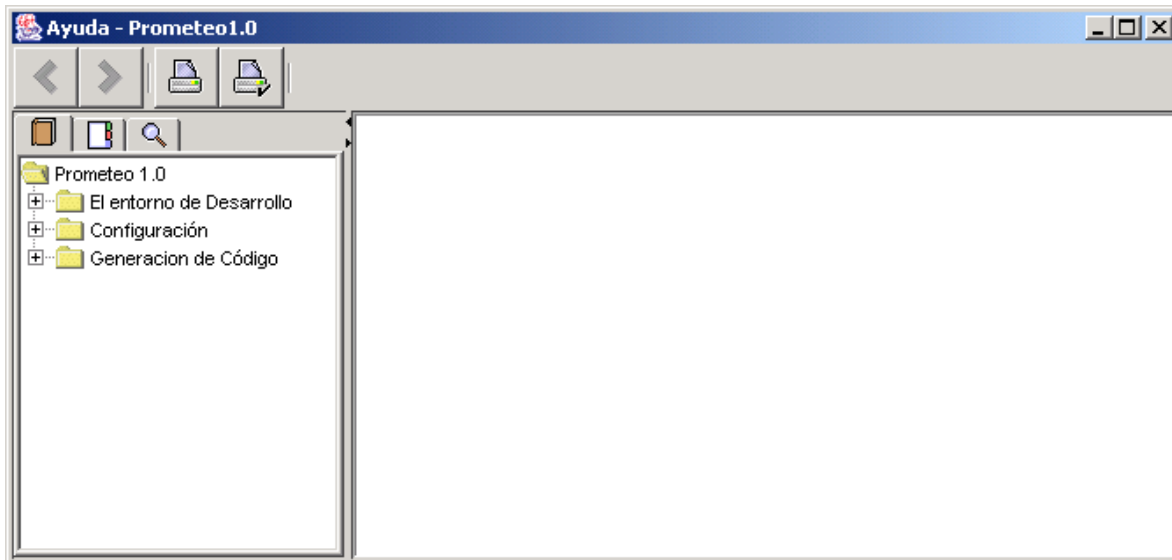 Ayuda - Prometeo1.0
Prometeo 1.0
El entorno de Desarrollo
Configuración
Generacion de Código